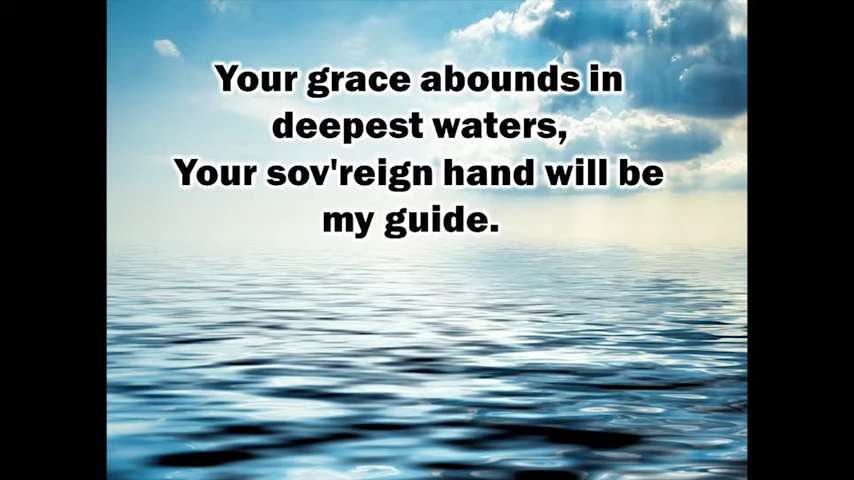 Your grace abounds in
deepest waters,
Your sov'reign hand will be
my guide.